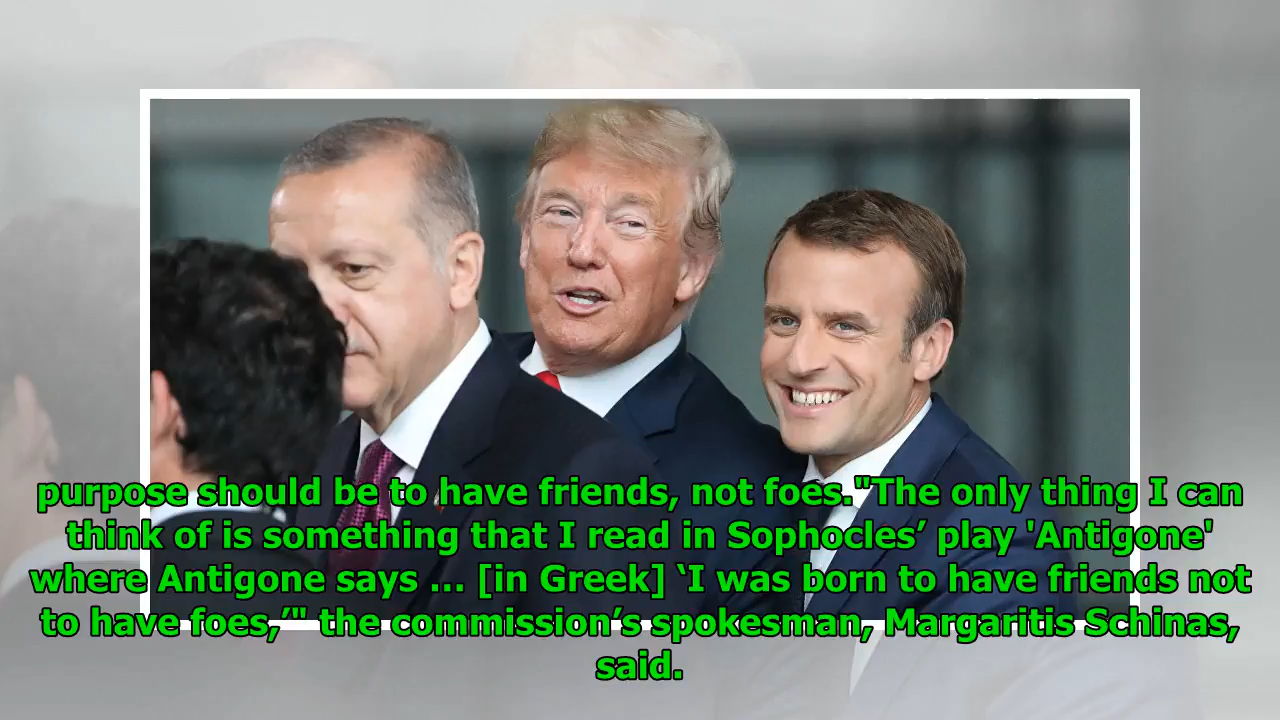 purpose should be to have friends, not foes."The only thing I can
think of is something that I read in Sophocles’ play 'Antigone'
where Antigone says ... [in Greek] ‘I was born to have friends not
to have foes,’" the commission’s spokesman, Margaritis Schinas,
said.